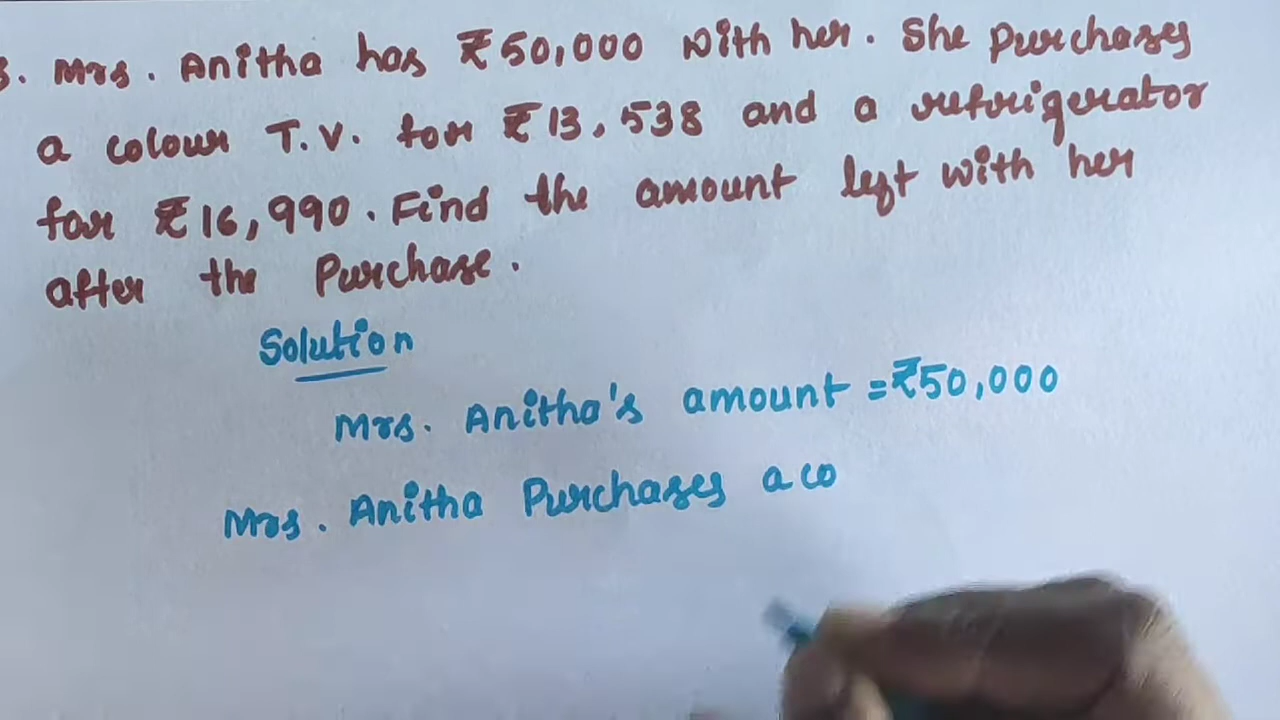 3. Mrs. Anitha has ₹50,000 with her. She Purchases
a colour T.V. for ₹13,538 and a refrigerator
for ₹16,990. Find the amount left with her
after the Purchase.
Solution
Mrs. Anitha's amount = ₹50,000
Mrs. Anitha Purchases a co